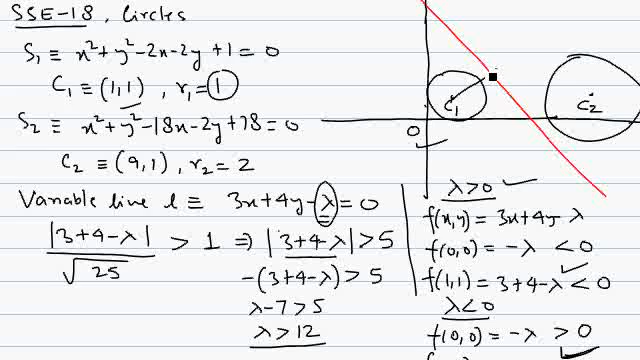 SSE-18, Circles
S₁ ≡ x²+y²-2x-2y+1=0
C₁ ≡ (1,1), r₁=1
S₂ ≡ x²+y²-18x-2y+78=0
C₂ ≡ (9,1), r₂=2
Variable line l ≡ 3x+4y-λ=0
|3+4-λ| / √25 > 1 ⇒ |3+4-λ|>5
-(3+4-λ)>5
λ-7>5
λ>12
C₁
C₂
O
λ>0
f(x,y)=3x+4y-λ
f(0,0)=-λ <0
f(1,1)=3+4-λ<0
λ<0
f(0,0)=-λ >0